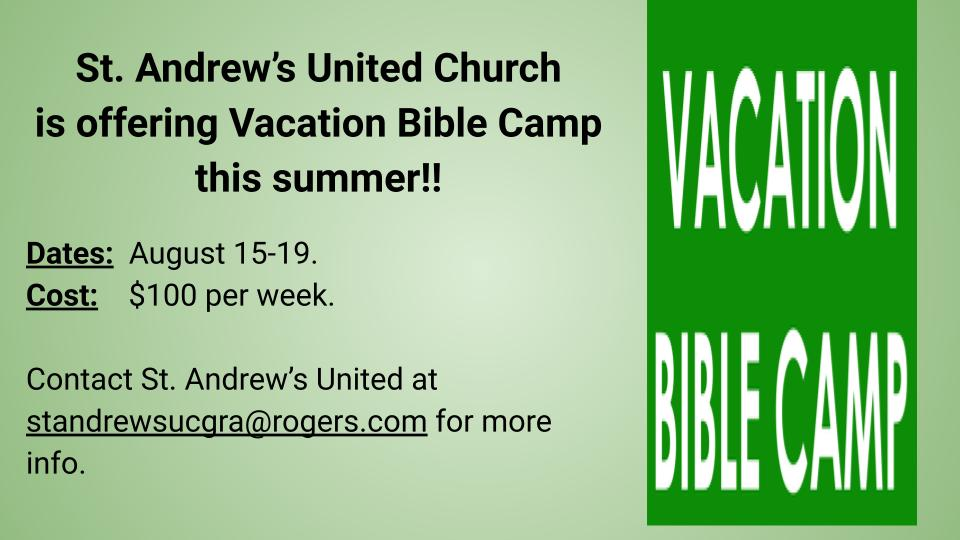 St. Andrew’s United Church
is offering Vacation Bible Camp
this summer!!
Dates: August 15-19.
Cost: $100 per week.
Contact St. Andrew’s United at
standrewsucgra@rogers.com for more
info.
VACATION
BIBLE CAMP